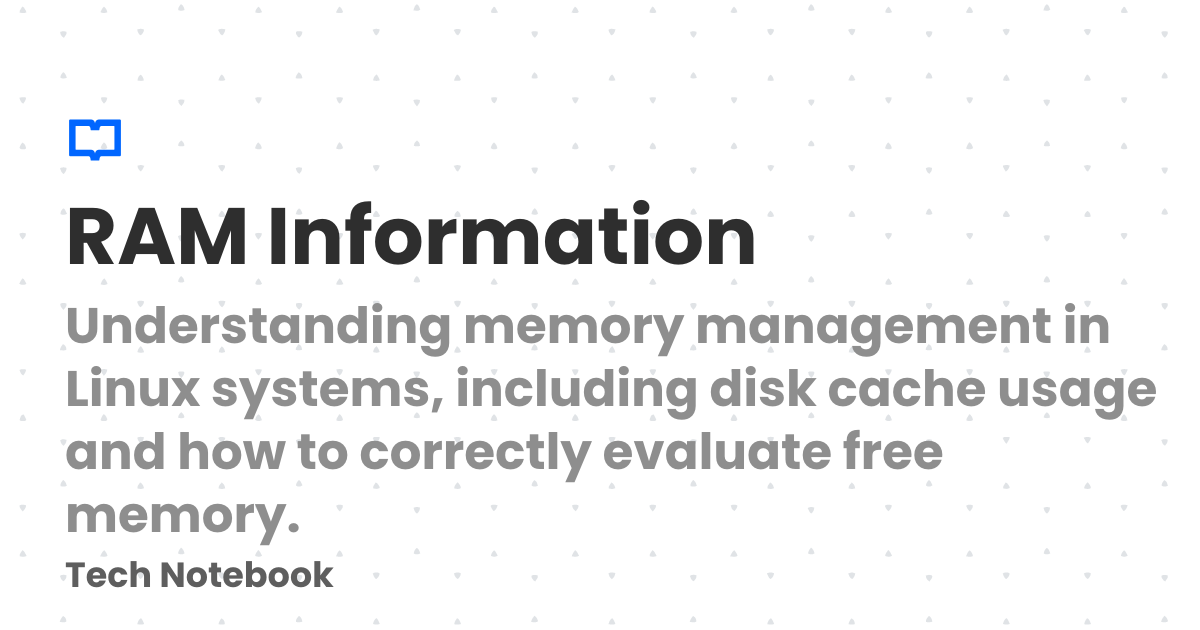 RAM Information
Understanding memory management in
Linux systems, including disk cache usage
and how to correctly evaluate free
memory.
Tech Notebook